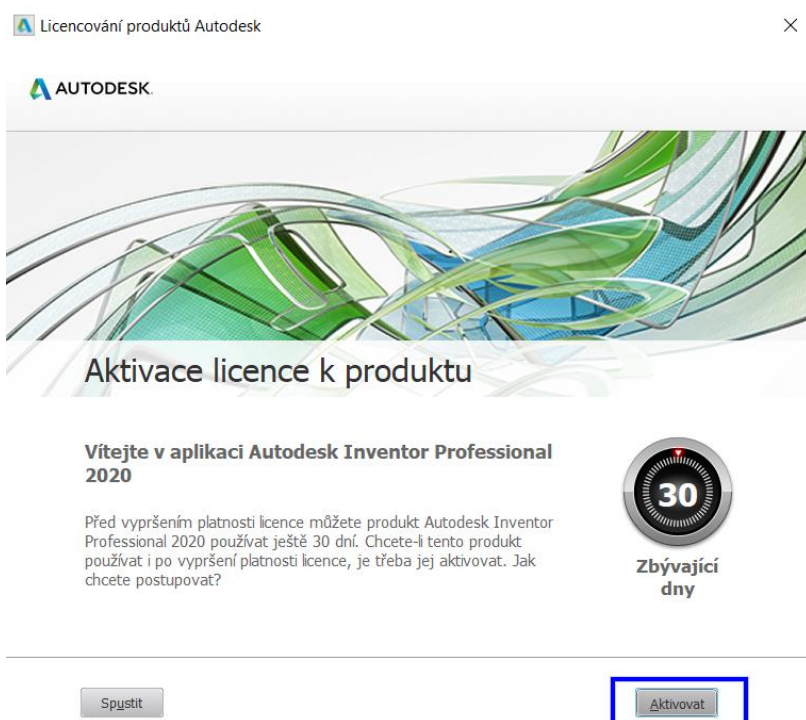 Licencování produktů Autodesk
AUTODESK.
Aktivace licence k produktu
Vítejte v aplikaci Autodesk Inventor Professional
2020
Před vypršením platnosti licence můžete produkt Autodesk Inventor
Professional 2020 používat ještě 30 dní. Chcete-li tento produkt
používat i po vypršení platnosti licence, je třeba jej aktivovat. Jak
chcete postupovat?
30
Zbývající
dny
Spustit
Aktivovat